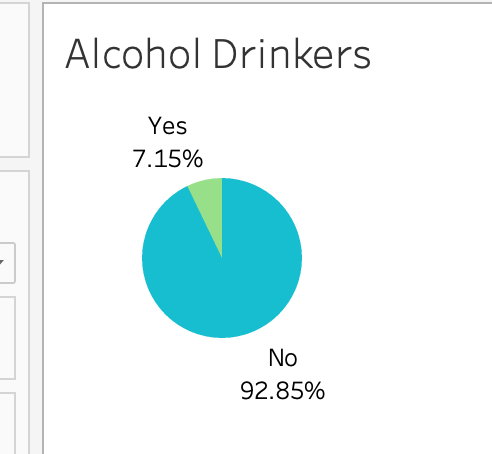 Alcohol Drinkers
Yes
7.15%
No
92.85%